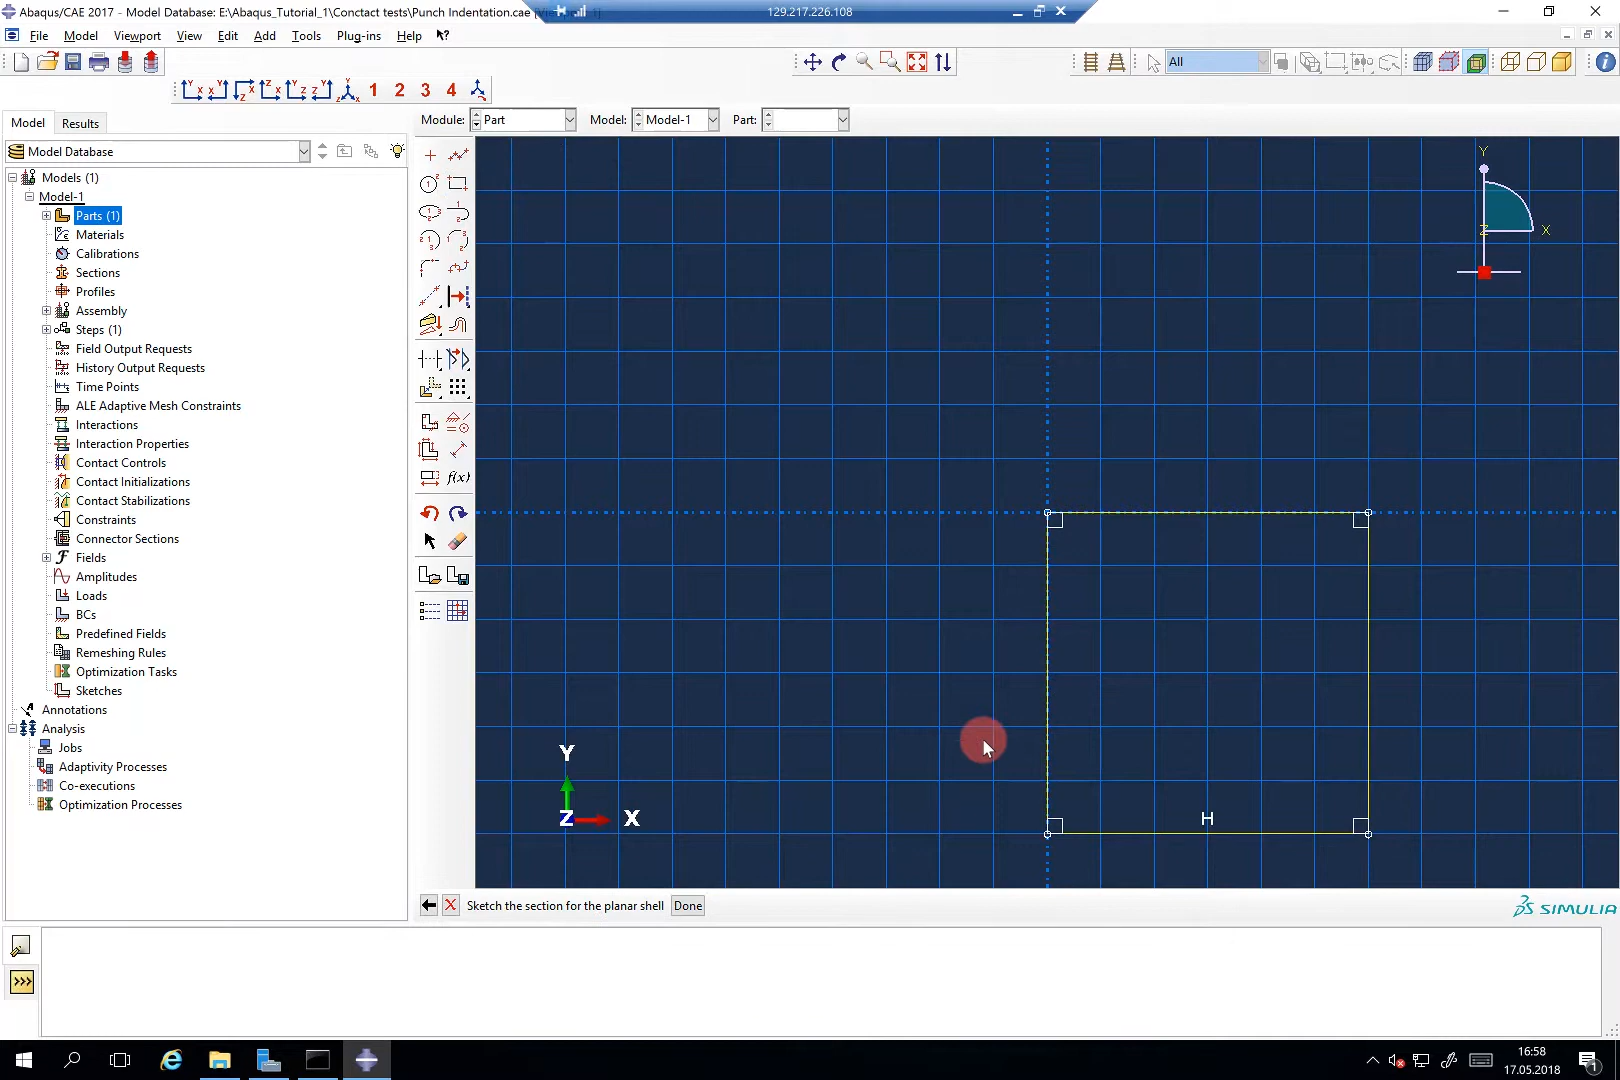 Abaqus/CAE 2017 - Model Database: E:\Abaqus_Tutorial_1\Conctact tests\Punch Indentation.cae
129.217.226.108
File Model Viewport View Edit Add Tools Plug-ins Help
All
1 2 3 4
Model Results
Module: Part Model: Model-1 Part:
Model Database
Models (1)
Model-1
Parts (1)
Materials
Calibrations
Sections
Profiles
Assembly
Steps (1)
Field Output Requests
History Output Requests
Time Points
ALE Adaptive Mesh Constraints
Interactions
Interaction Properties
Contact Controls
Contact Initializations
Contact Stabilizations
Constraints
Connector Sections
Fields
Amplitudes
Loads
BCs
Predefined Fields
Remeshing Rules
Optimization Tasks
Sketches
Annotations
Analysis
Jobs
Adaptivity Processes
Co-executions
Optimization Processes
f(x)
Y
Z
X
H
Y
Z X
Sketch the section for the planar shell Done
SIMULIA
>>>
16:58
17.05.2018
1